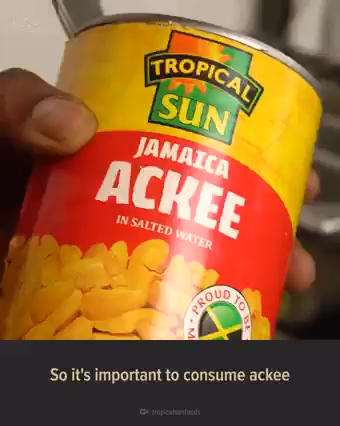 TROPICAL
SUN
JAMAICA
ACKEE
IN SALTED WATER
PROUD TO BE
So it's important to consume ackee
tropicalsunfoods